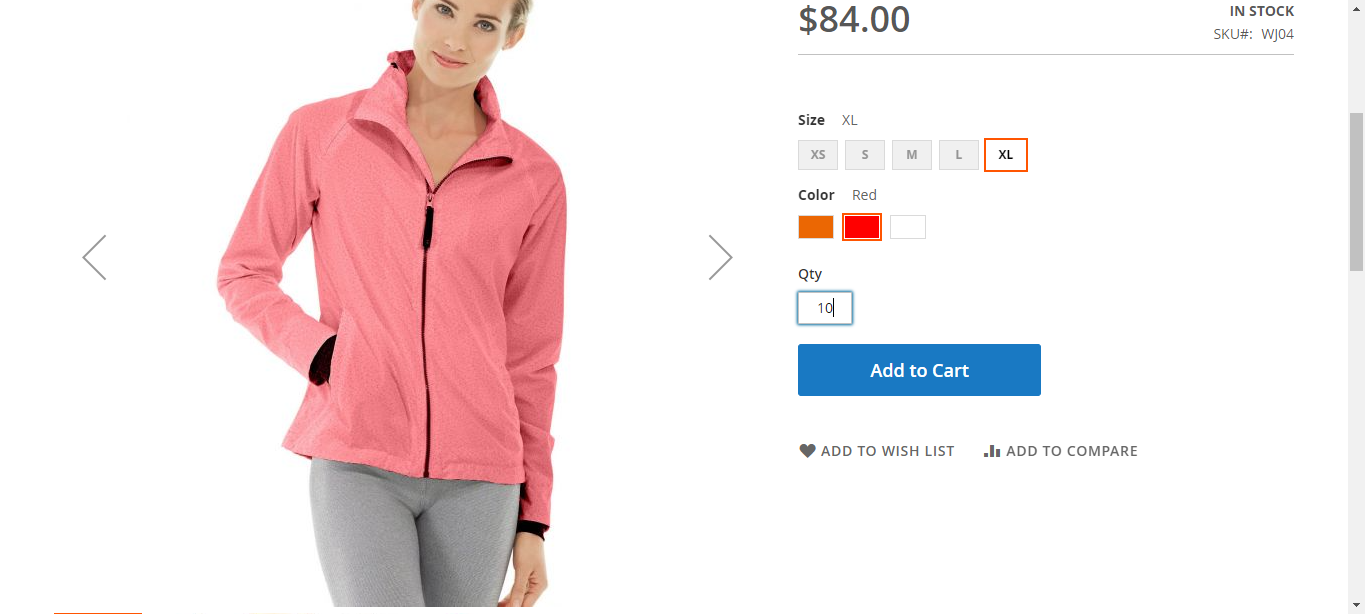 $84.00
IN STOCK
SKU#: WJ04
Size XL
XS S M L XL
Color Red
Qty
10
Add to Cart
ADD TO WISH LIST ADD TO COMPARE